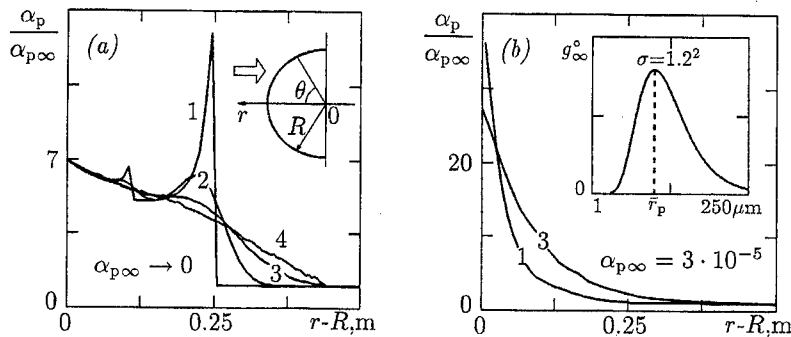 α_p
α_p∞
(a)
1
θ
0
r
R
7
2
4
3
α_p∞ → 0
0
0
0.25
r-R,m
α_p
α_p∞
(b)
g°_∞
σ=1.2²
0
1
r̄_p
250μm
20
3
1
α_p∞ = 3 · 10⁻⁵
0
0
0.25
r-R,m